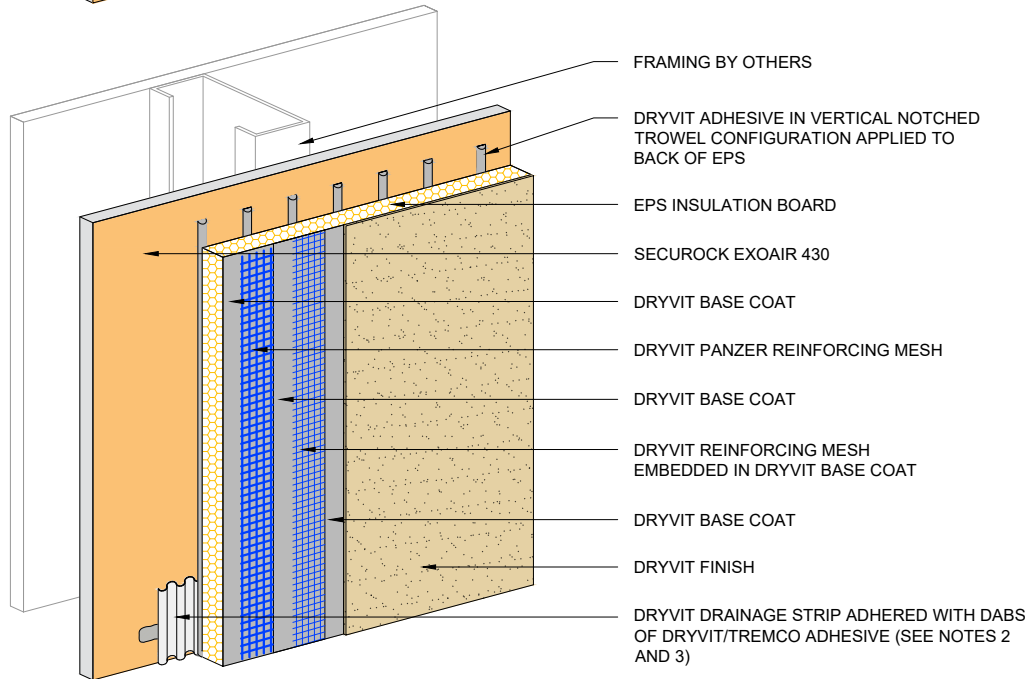 FRAMING BY OTHERS
DRYVIT ADHESIVE IN VERTICAL NOTCHED
TROWEL CONFIGURATION APPLIED TO
BACK OF EPS
EPS INSULATION BOARD
SECUROCK EXOAIR 430
DRYVIT BASE COAT
DRYVIT PANZER REINFORCING MESH
DRYVIT BASE COAT
DRYVIT REINFORCING MESH
EMBEDDED IN DRYVIT BASE COAT
DRYVIT BASE COAT
DRYVIT FINISH
DRYVIT DRAINAGE STRIP ADHERED WITH DABS
OF DRYVIT/TREMCO ADHESIVE (SEE NOTES 2
AND 3)